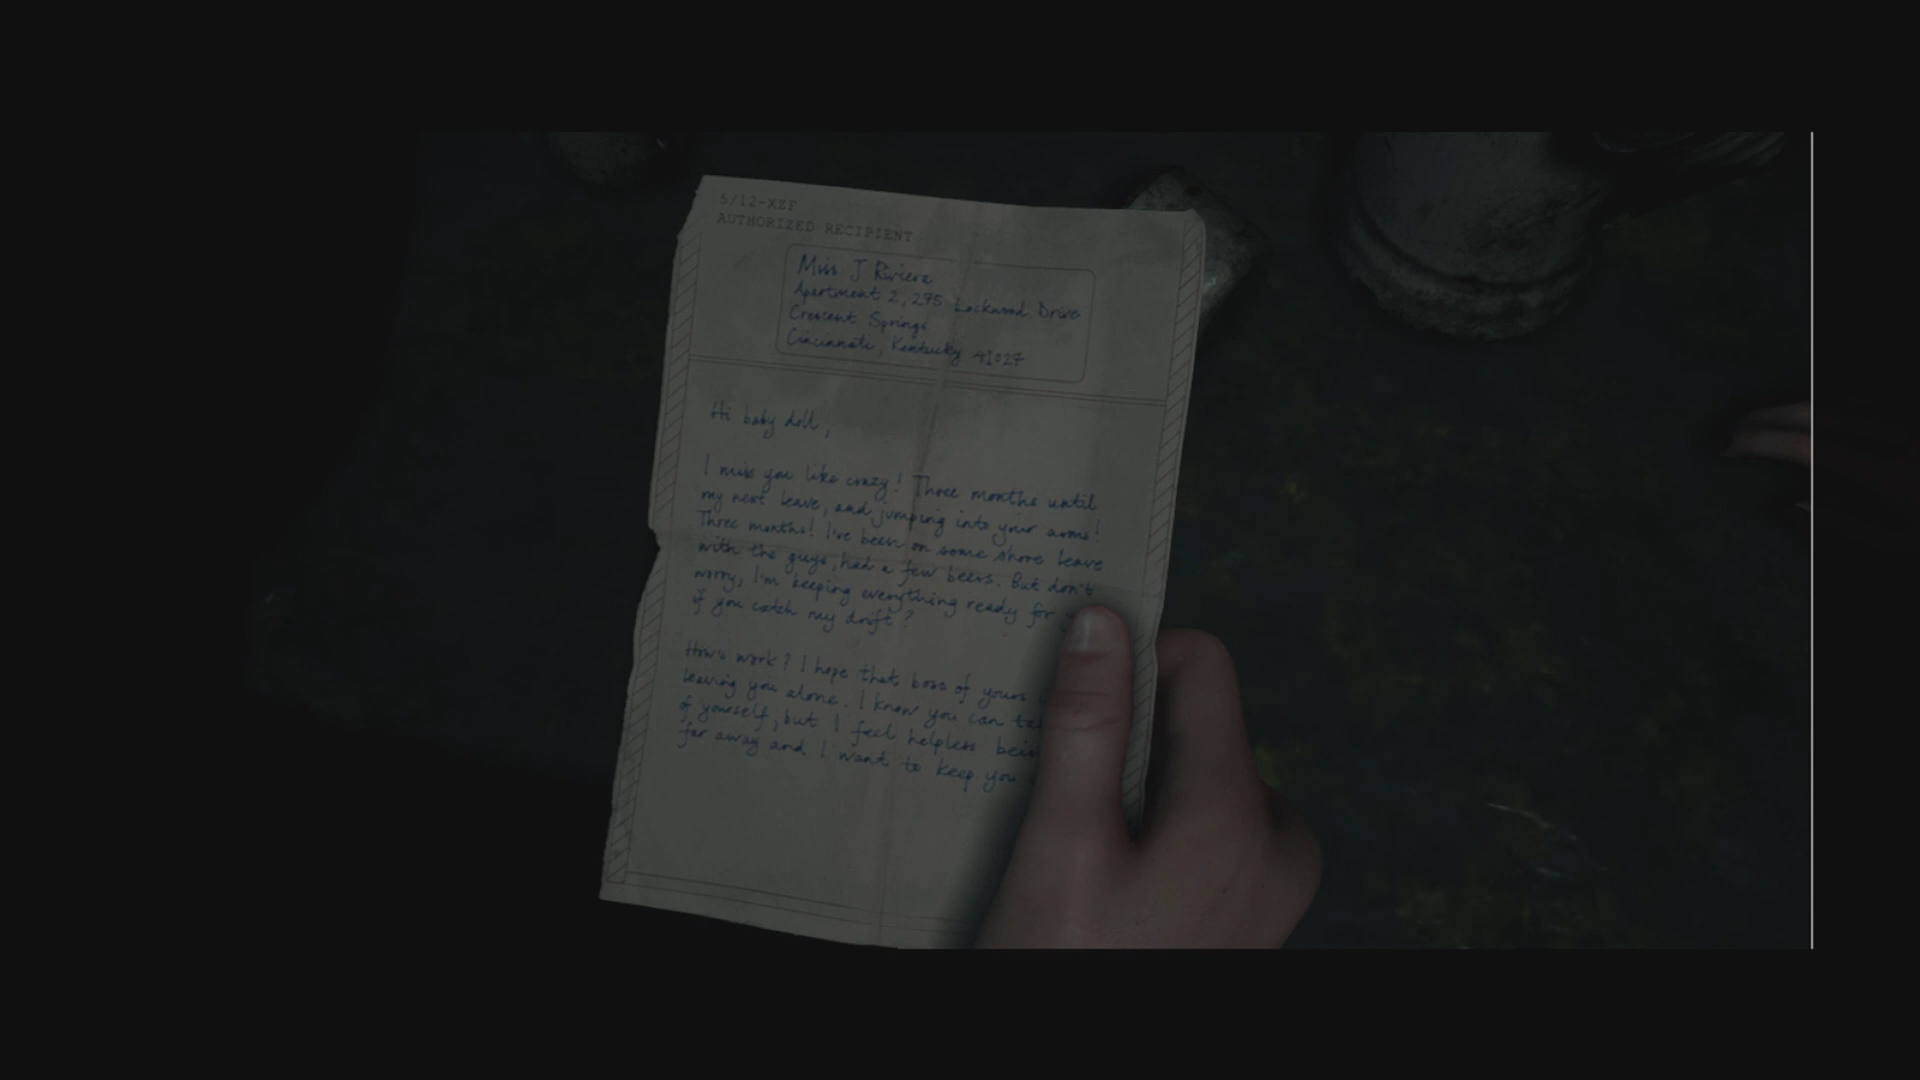 5/12-XZF
AUTHORIZED RECIPIENT
Miss J Riviera
Apartment 2, 275 Lockwood Drive
Crescent Springs
Cincinnati, Kentucky 41027
Hi baby doll,
I miss you like crazy! Three months until
my next leave, and jumping into your arms!
Three months! I've been on some shore leave
with the guys, had a few beers. But don't
worry, I'm keeping everything ready for
if you catch my drift?
How's work? I hope that boss of yours
leaving you alone. I know you can
of yourself, but I feel helpless
far away and I want to keep you